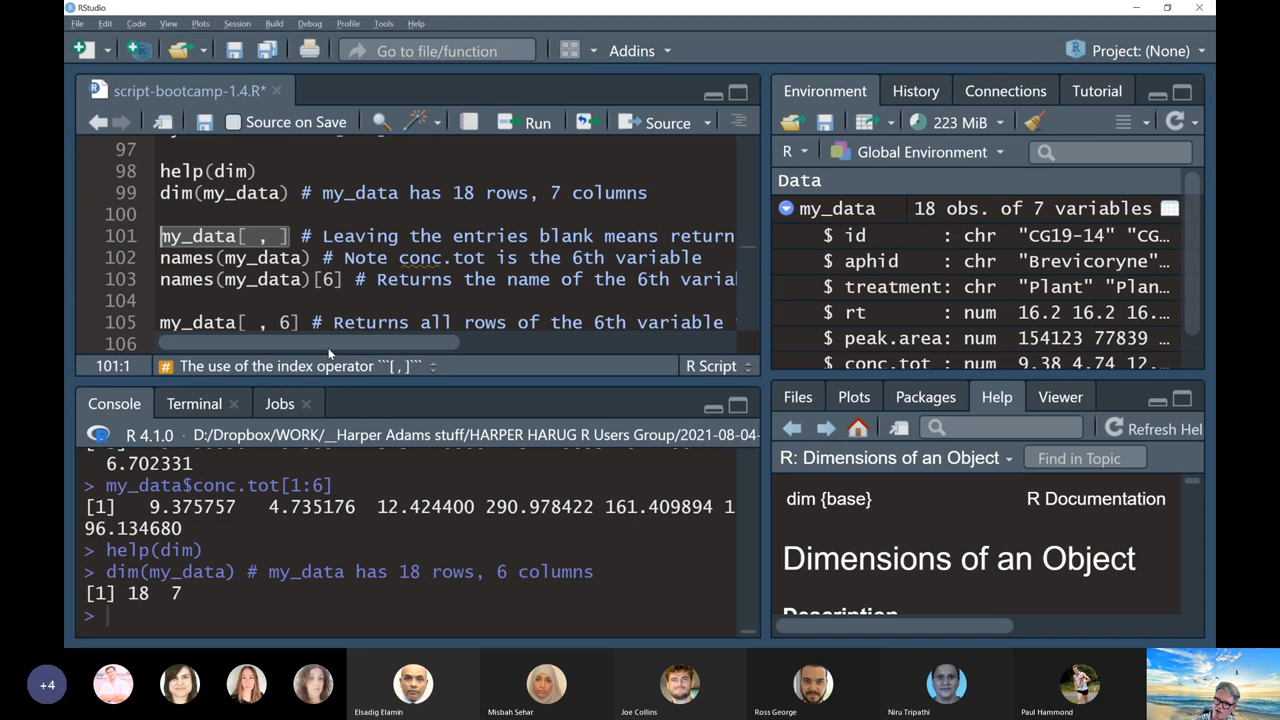 RStudio
File Edit Code View Plots Session Build Debug Profile Tools Help
Go to file/function Addins Project: (None)
script-bootcamp-1.4.R*
Source on Save Run Source
97
98 help(dim)
99 dim(my_data) # my_data has 18 rows, 7 columns
100
101 my_data[ , ] # Leaving the entries blank means return
102 names(my_data) # Note conc.tot is the 6th variable
103 names(my_data)[6] # Returns the name of the 6th varia
104
105 my_data[ , 6] # Returns all rows of the 6th variable
106
101:1 # The use of the index operator ```[,]``` R Script
Console Terminal Jobs
R 4.1.0 · D:/Dropbox/WORK/__Harper Adams stuff/HARPER HARUG R Users Group/2021-08-04-
6.702331
> my_data$conc.tot[1:6]
[1] 9.375757 4.735176 12.424400 290.978422 161.409894 1
96.134680
> help(dim)
> dim(my_data) # my_data has 18 rows, 6 columns
[1] 18 7
>
Environment History Connections Tutorial
223 MiB
R Global Environment
Data
my_data 18 obs. of 7 variables
$ id : chr "CG19-14" "CG…
$ aphid : chr "Brevicoryne"…
$ treatment: chr "Plant" "Plan…
$ rt : num 16.2 16.2 16.…
$ peak.area: num 154123 77839 …
$ conc.tot : num 9.38 4.74 12.…
Files Plots Packages Help Viewer
Refresh Hel
R: Dimensions of an Object Find in Topic
dim {base} R Documentation
Dimensions of an Object
Description
+4
Elsadig Elamin
Misbah Sehar
Joe Collins
Ross George
Niru Tripathi
Paul Hammond